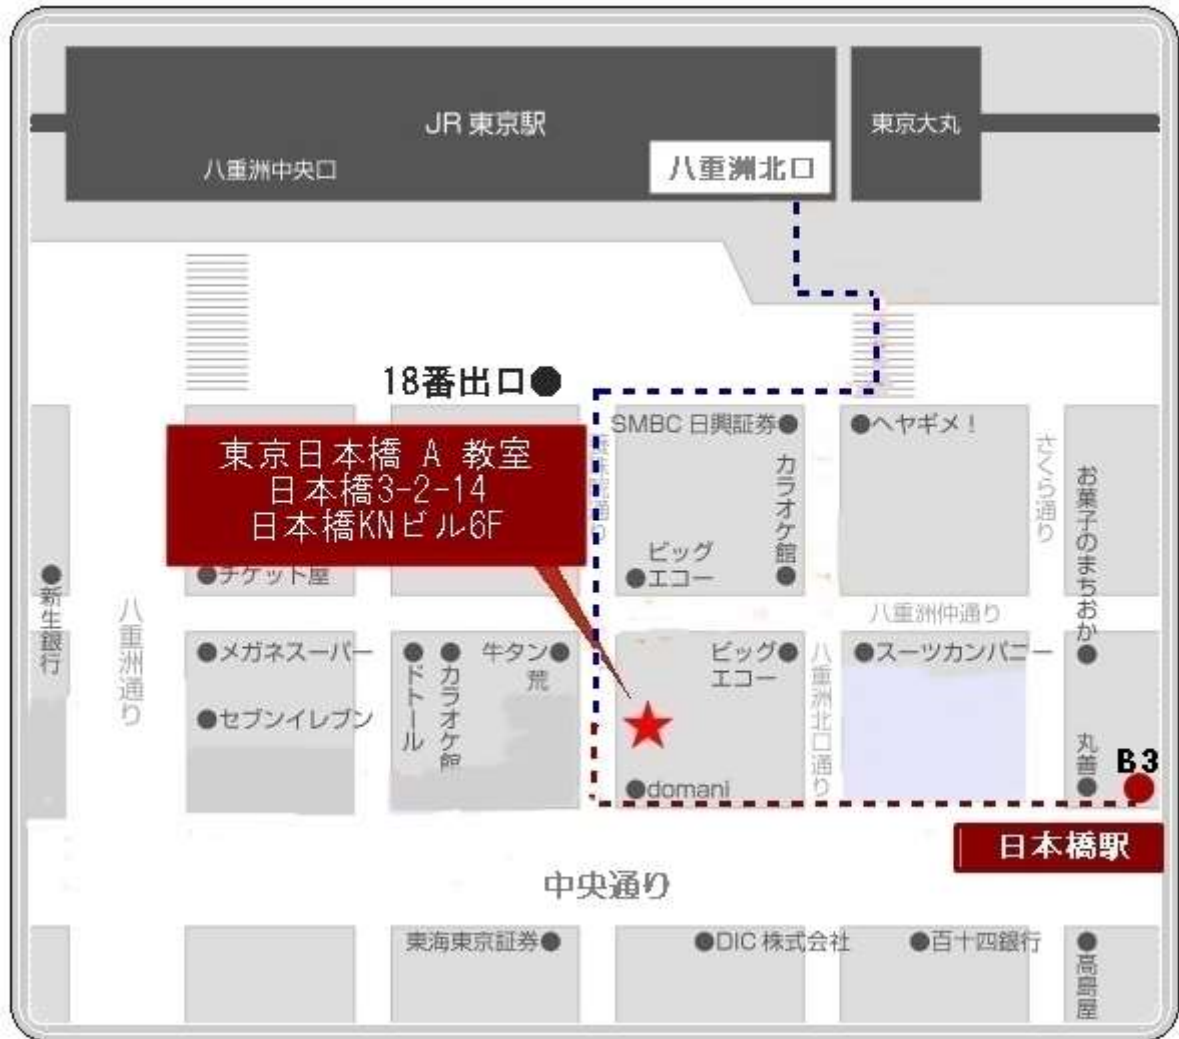 JR 東京駅
東京大丸
八重洲中央口
八重洲北口
18番出口
SMBC 日興証券
ヘヤギメ！
東京日本橋 A 教室
日本橋3-2-14
日本橋KNビル6F
カラオケ館
さくら通り
お菓子のまちおか
ビッグ
エコー
チケット屋
新生銀行
八重洲通り
八重洲仲通り
メガネスーパー
ドトール
カラオケ館
牛タン
荒
ビッグ
エコー
八重洲北口通り
スーツカンパニー
セブンイレブン
丸善
B3
domani
日本橋駅
中央通り
東海東京証券
DIC 株式会社
百十四銀行
高島屋